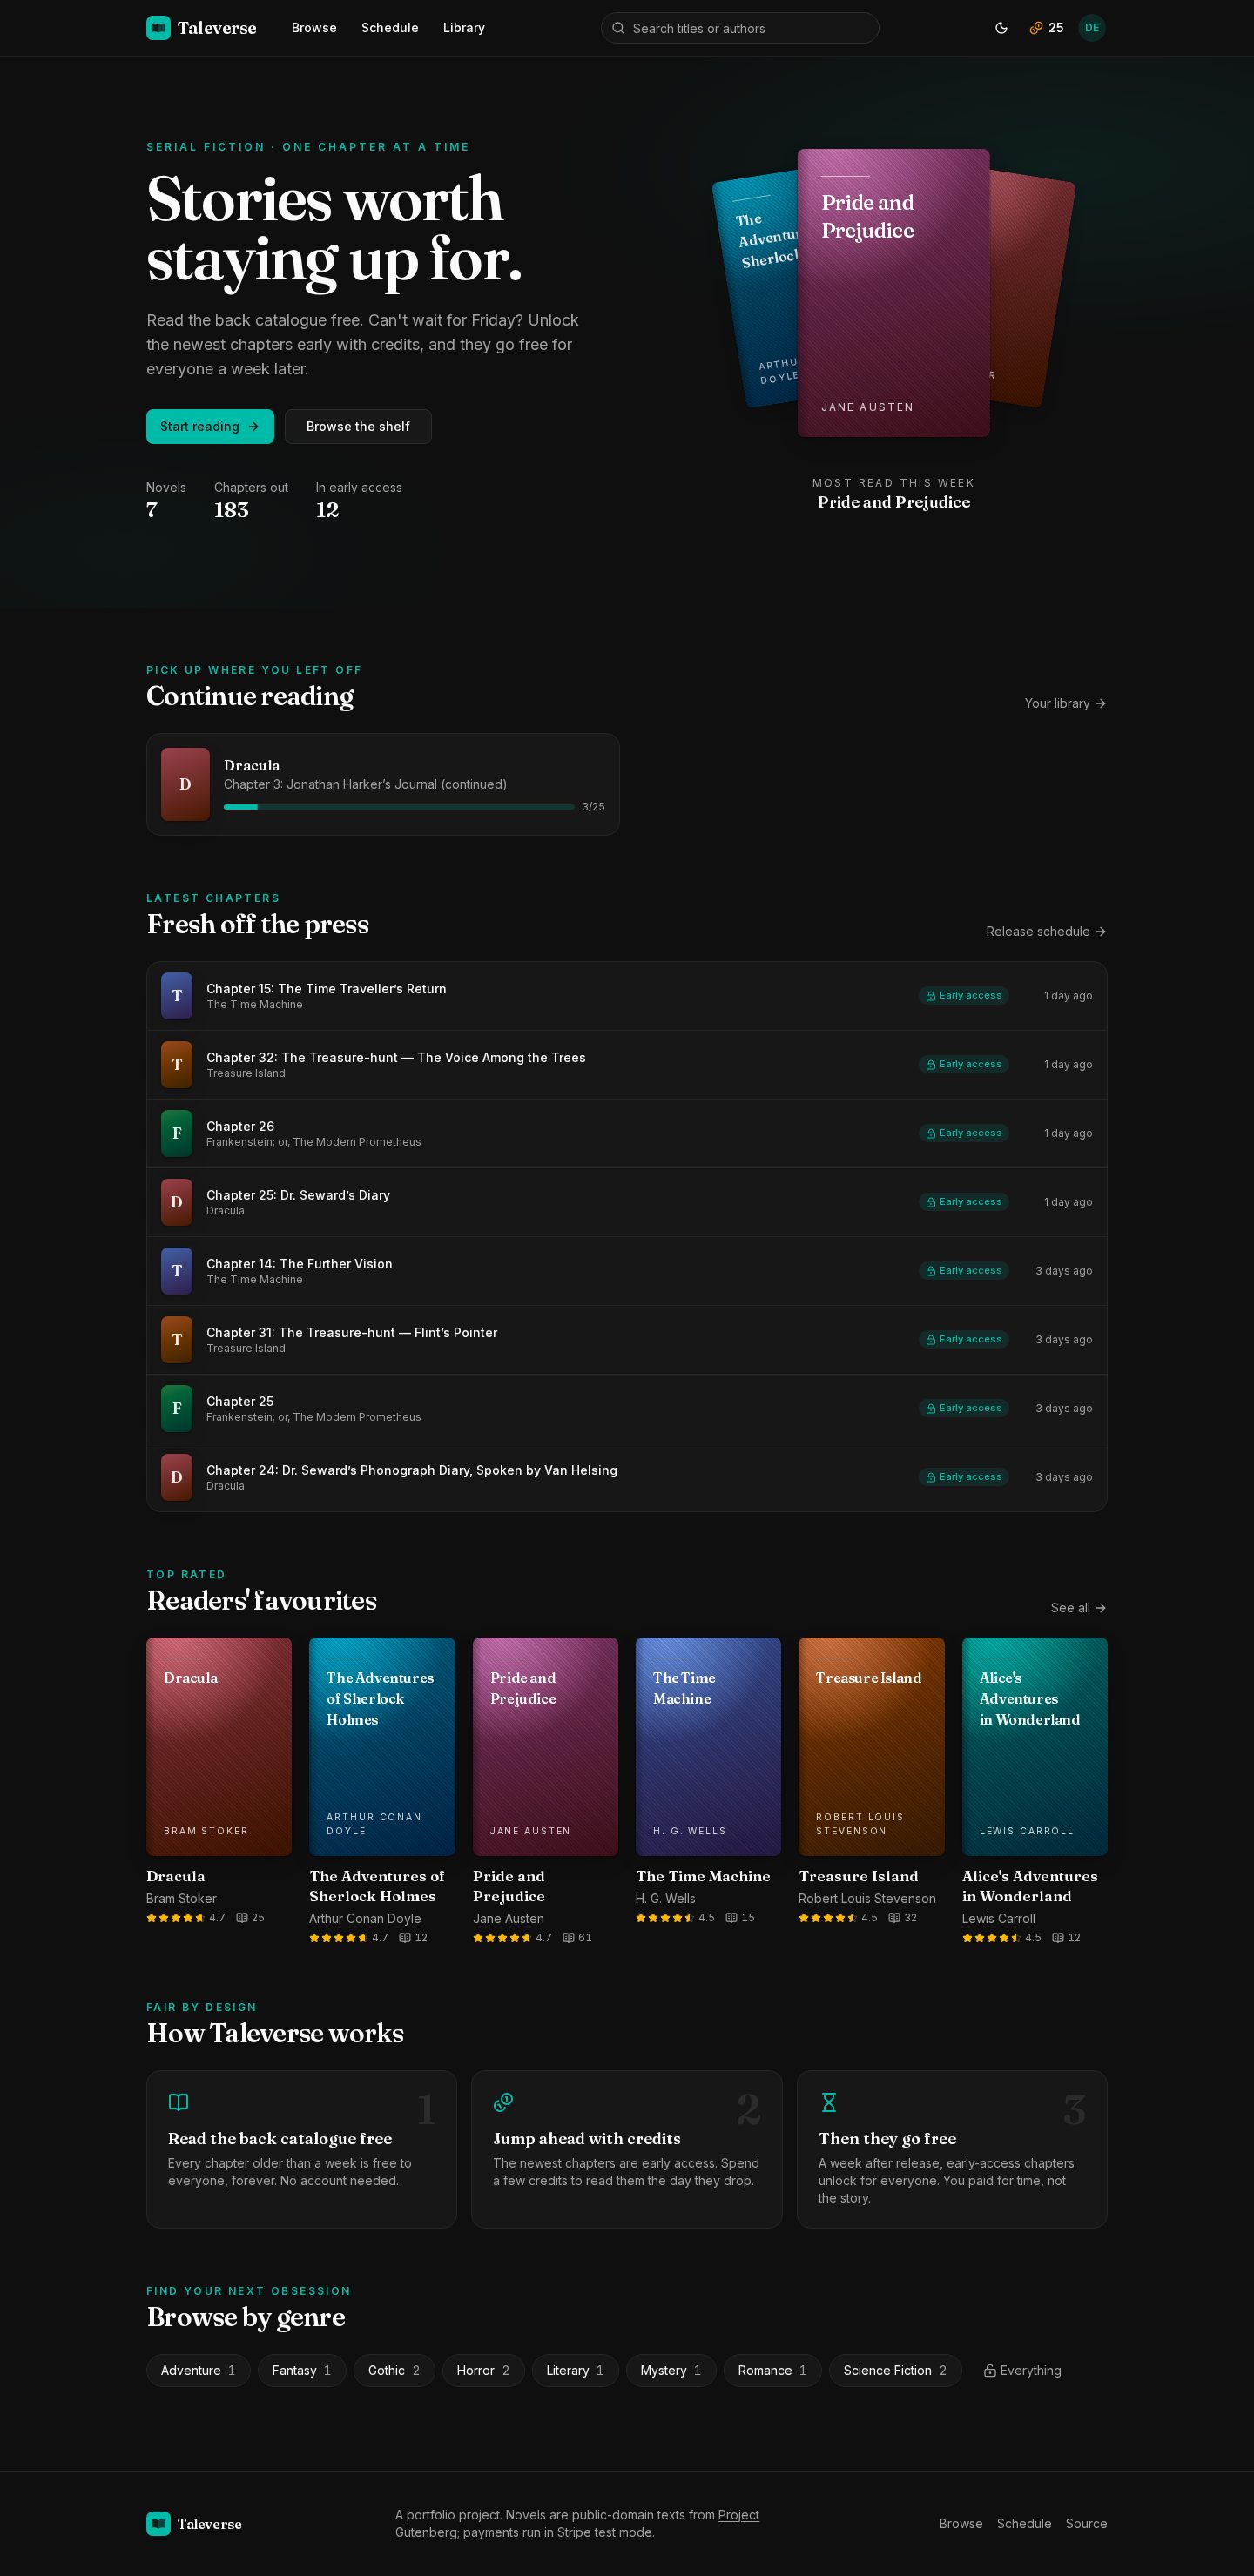 Taleverse
Browse
Schedule
Library
Search titles or authors
25
DE
SERIAL FICTION · ONE CHAPTER AT A TIME
Stories worth
staying up for.
Read the back catalogue free. Can't wait for Friday? Unlock
the newest chapters early with credits, and they go free for
everyone a week later.
Start reading
Browse the shelf
Novels
7
Chapters out
183
In early access
12
The
Sherlock
DOYLE
Pride and
Prejudice
JANE AUSTEN
R
MOST READ THIS WEEK
Pride and Prejudice
PICK UP WHERE YOU LEFT OFF
Continue reading
Your library
D
Dracula
Chapter 3: Jonathan Harker’s Journal (continued)
3/25
LATEST CHAPTERS
Fresh off the press
Release schedule
T
Chapter 15: The Time Traveller’s Return
The Time Machine
Early access
1 day ago
T
Chapter 32: The Treasure-hunt — The Voice Among the Trees
Treasure Island
Early access
1 day ago
F
Chapter 26
Frankenstein; or, The Modern Prometheus
Early access
1 day ago
D
Chapter 25: Dr. Seward’s Diary
Dracula
Early access
1 day ago
T
Chapter 14: The Further Vision
The Time Machine
Early access
3 days ago
T
Chapter 31: The Treasure-hunt — Flint’s Pointer
Treasure Island
Early access
3 days ago
F
Chapter 25
Frankenstein; or, The Modern Prometheus
Early access
3 days ago
D
Chapter 24: Dr. Seward’s Phonograph Diary, Spoken by Van Helsing
Dracula
Early access
3 days ago
TOP RATED
Readers' favourites
See all
Dracula
BRAM STOKER
Dracula
Bram Stoker
4.7
25
The Adventures
of Sherlock
Holmes
ARTHUR CONAN
DOYLE
The Adventures of
Sherlock Holmes
Arthur Conan Doyle
4.7
12
Pride and
Prejudice
JANE AUSTEN
Pride and
Prejudice
Jane Austen
4.7
61
The Time
Machine
H. G. WELLS
The Time Machine
H. G. Wells
4.5
15
Treasure Island
ROBERT LOUIS
STEVENSON
Treasure Island
Robert Louis Stevenson
4.5
32
Alice's
Adventures
in Wonderland
LEWIS CARROLL
Alice's Adventures
in Wonderland
Lewis Carroll
4.5
12
FAIR BY DESIGN
How Taleverse works
1
Read the back catalogue free
Every chapter older than a week is free to
everyone, forever. No account needed.
2
Jump ahead with credits
The newest chapters are early access. Spend
a few credits to read them the day they drop.
3
Then they go free
A week after release, early-access chapters
unlock for everyone. You paid for time, not
the story.
FIND YOUR NEXT OBSESSION
Browse by genre
Adventure 1
Fantasy 1
Gothic 2
Horror 2
Literary 1
Mystery 1
Romance 1
Science Fiction 2
Everything
Taleverse
A portfolio project. Novels are public-domain texts from Project
Gutenberg; payments run in Stripe test mode.
Browse
Schedule
Source